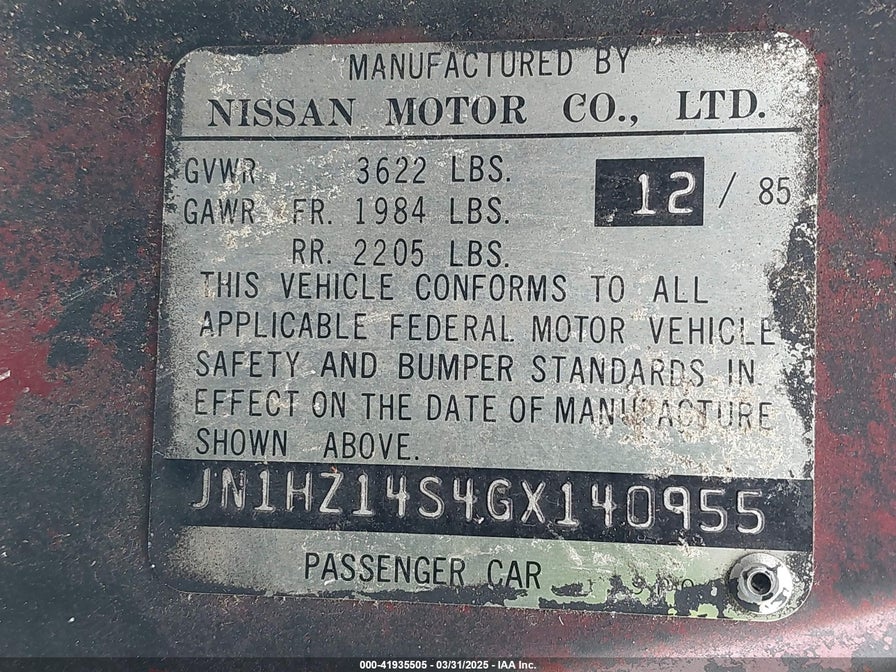 MANUFACTURED BY
NISSAN MOTOR CO., LTD.
GVWR 3622 LBS. 12 / 85
GAWR FR. 1984 LBS.
RR. 2205 LBS.
THIS VEHICLE CONFORMS TO ALL
APPLICABLE FEDERAL MOTOR VEHICLE
SAFETY AND BUMPER STANDARDS IN
EFFECT ON THE DATE OF MANUFACTURE
SHOWN ABOVE.
JN1HZ14S4GX140955
PASSENGER CAR
000-41935505 - 03/31/2025 - IAA Inc.